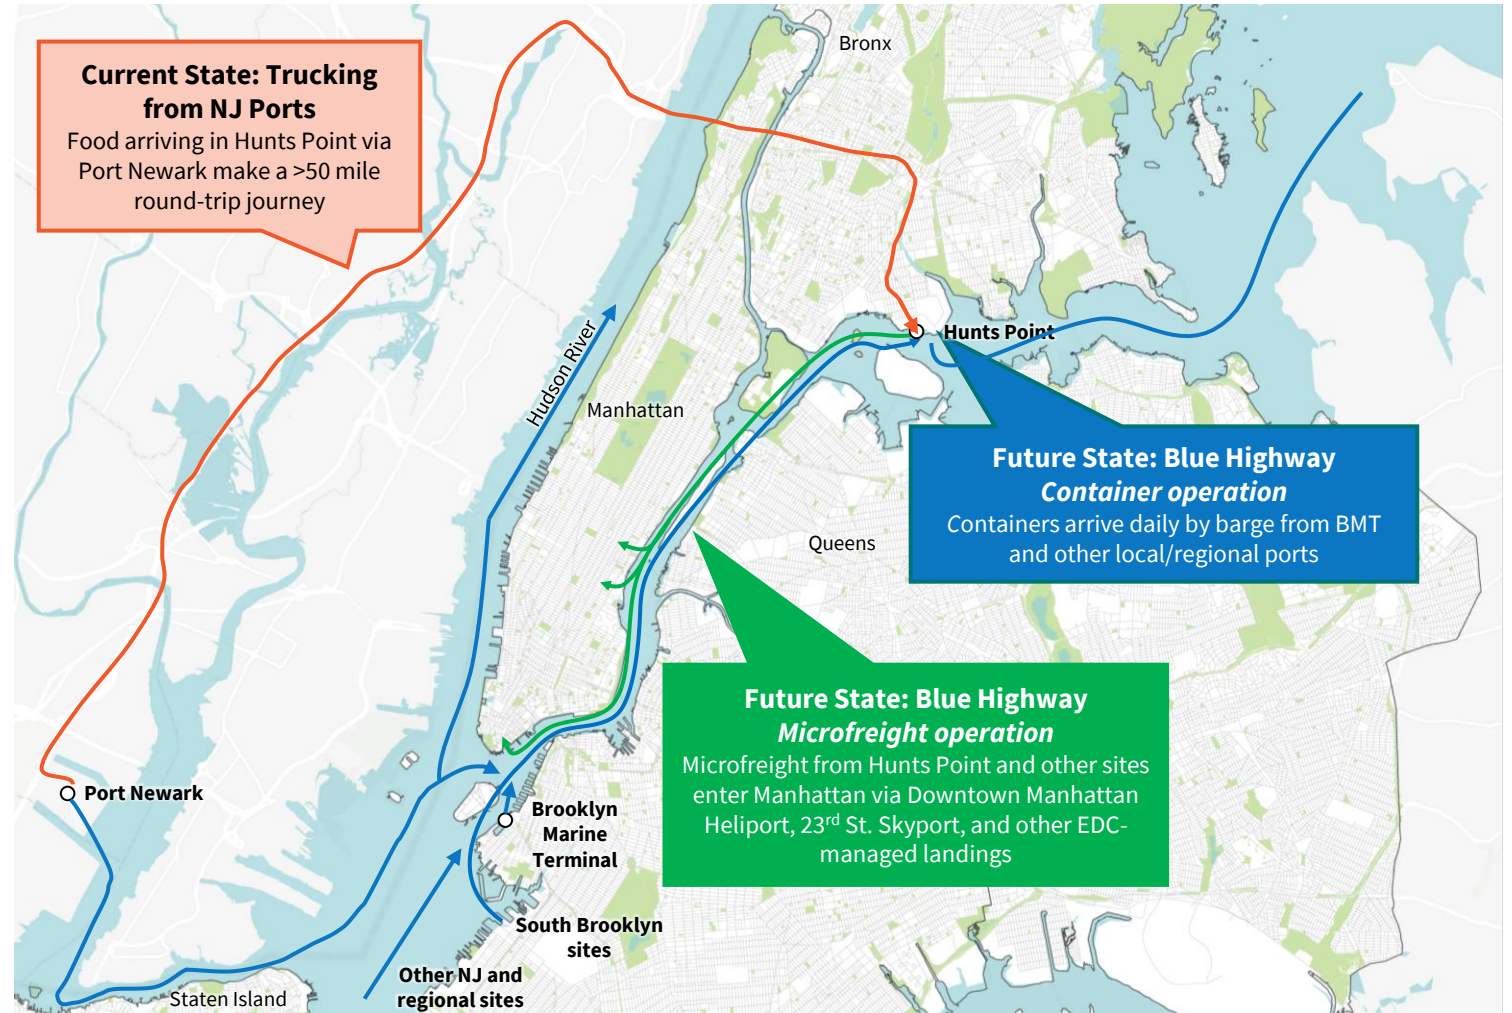 Bronx
Current State: Trucking
from NJ Ports
Food arriving in Hunts Point via
Port Newark make a >50 mile
round-trip journey
Hunts Point
Hudson River
Manhattan
Future State: Blue Highway
Container operation
Containers arrive daily by barge from BMT
and other local/regional ports
Queens
Future State: Blue Highway
Microfreight operation
Microfreight from Hunts Point and other sites
enter Manhattan via Downtown Manhattan
Heliport, 23rd St. Skyport, and other EDC-
managed landings
Port Newark
Brooklyn
Marine
Terminal
South Brooklyn
sites
Other NJ and
regional sites
Staten Island